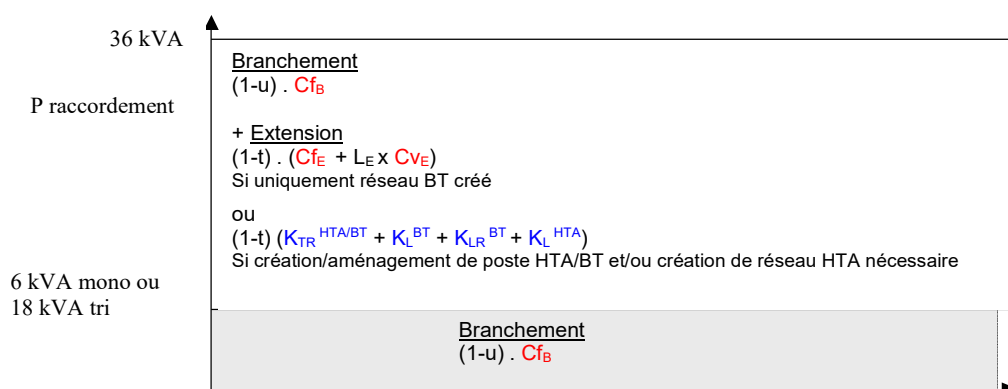 36 kVA
Branchement
(1-u) . CfB
P raccordement
+ Extension
(1-t) . (CfE + LE x CvE)
Si uniquement réseau BT créé
ou
(1-t) (KTR HTA/BT + KL BT + KLR BT + KL HTA)
Si création/aménagement de poste HTA/BT et/ou création de réseau HTA nécessaire
6 kVA mono ou
18 kVA tri
Branchement
(1-u) . CfB